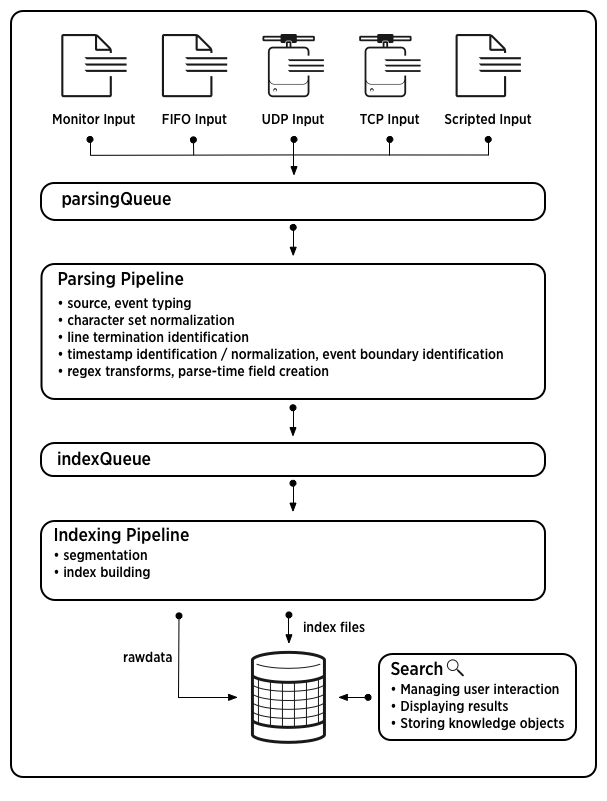 Monitor Input
FIFO Input
UDP Input
TCP Input
Scripted Input
parsingQueue
Parsing Pipeline
• source, event typing
• character set normalization
• line termination identification
• timestamp identification / normalization, event boundary identification
• regex transforms, parse-time field creation
indexQueue
Indexing Pipeline
• segmentation
• index building
index files
rawdata
Search
• Managing user interaction
• Displaying results
• Storing knowledge objects